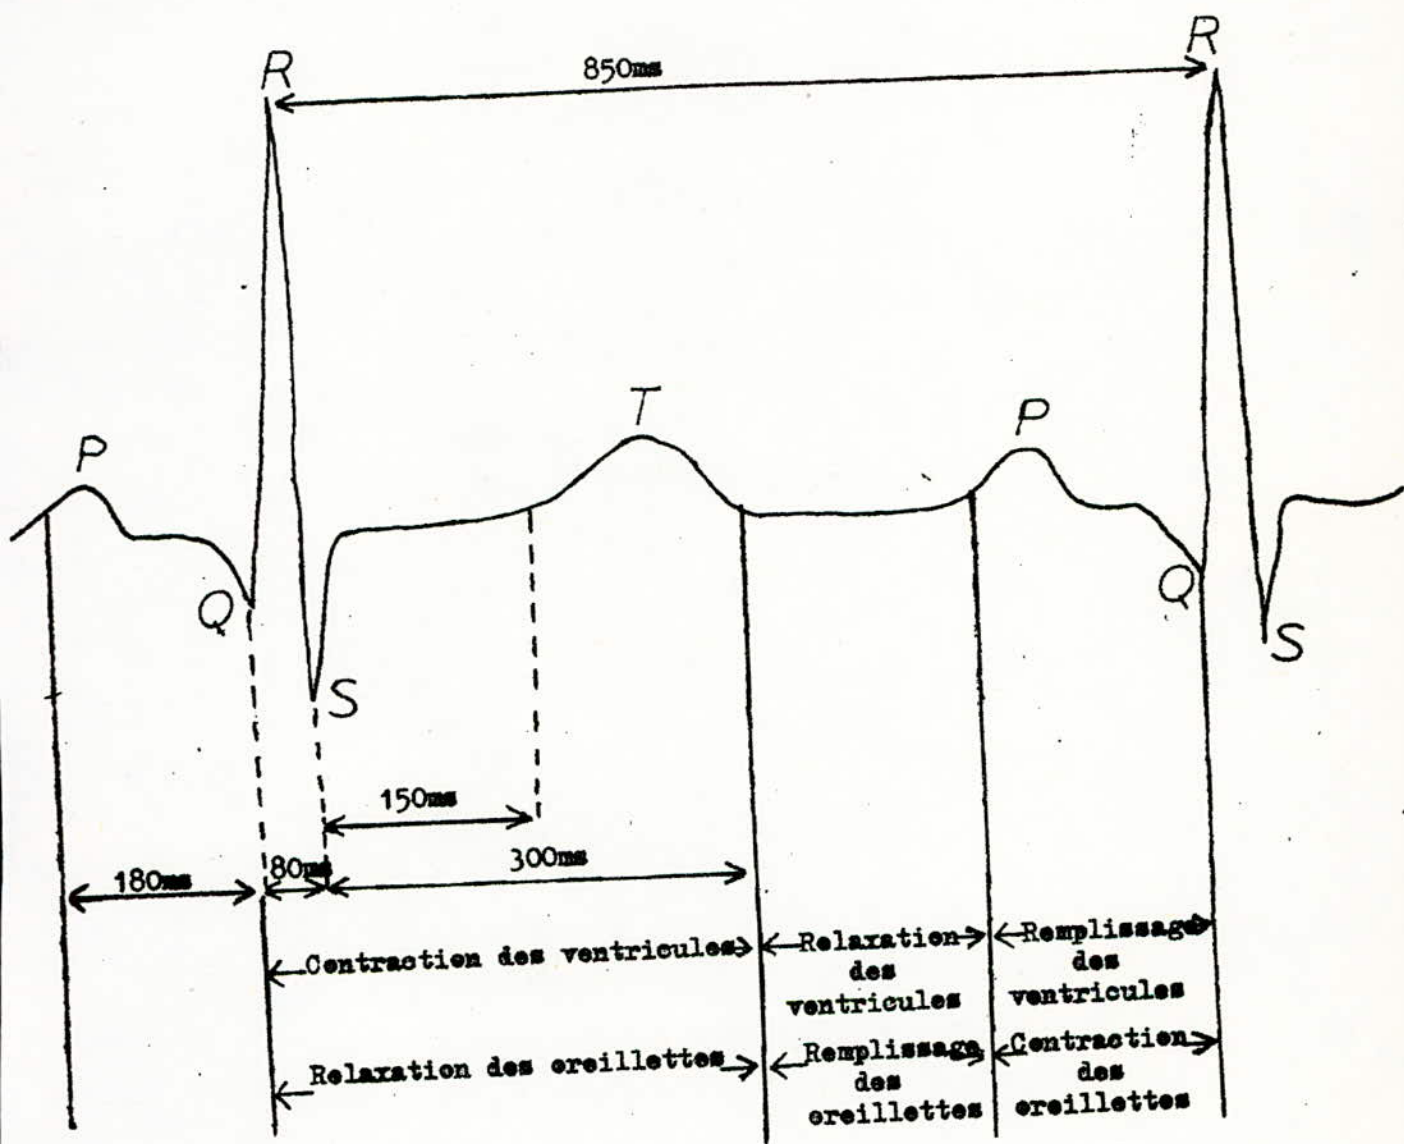 R
850ms
R
T
P
P
Q
Q
S
S
150ms
180ms
80ms
300ms
Contraction des ventricules
Relaxation
des
ventricules
Remplissage
des
ventricules
Relaxation des oreillettes
Remplissage
des
oreillettes
Contraction
des
oreillettes